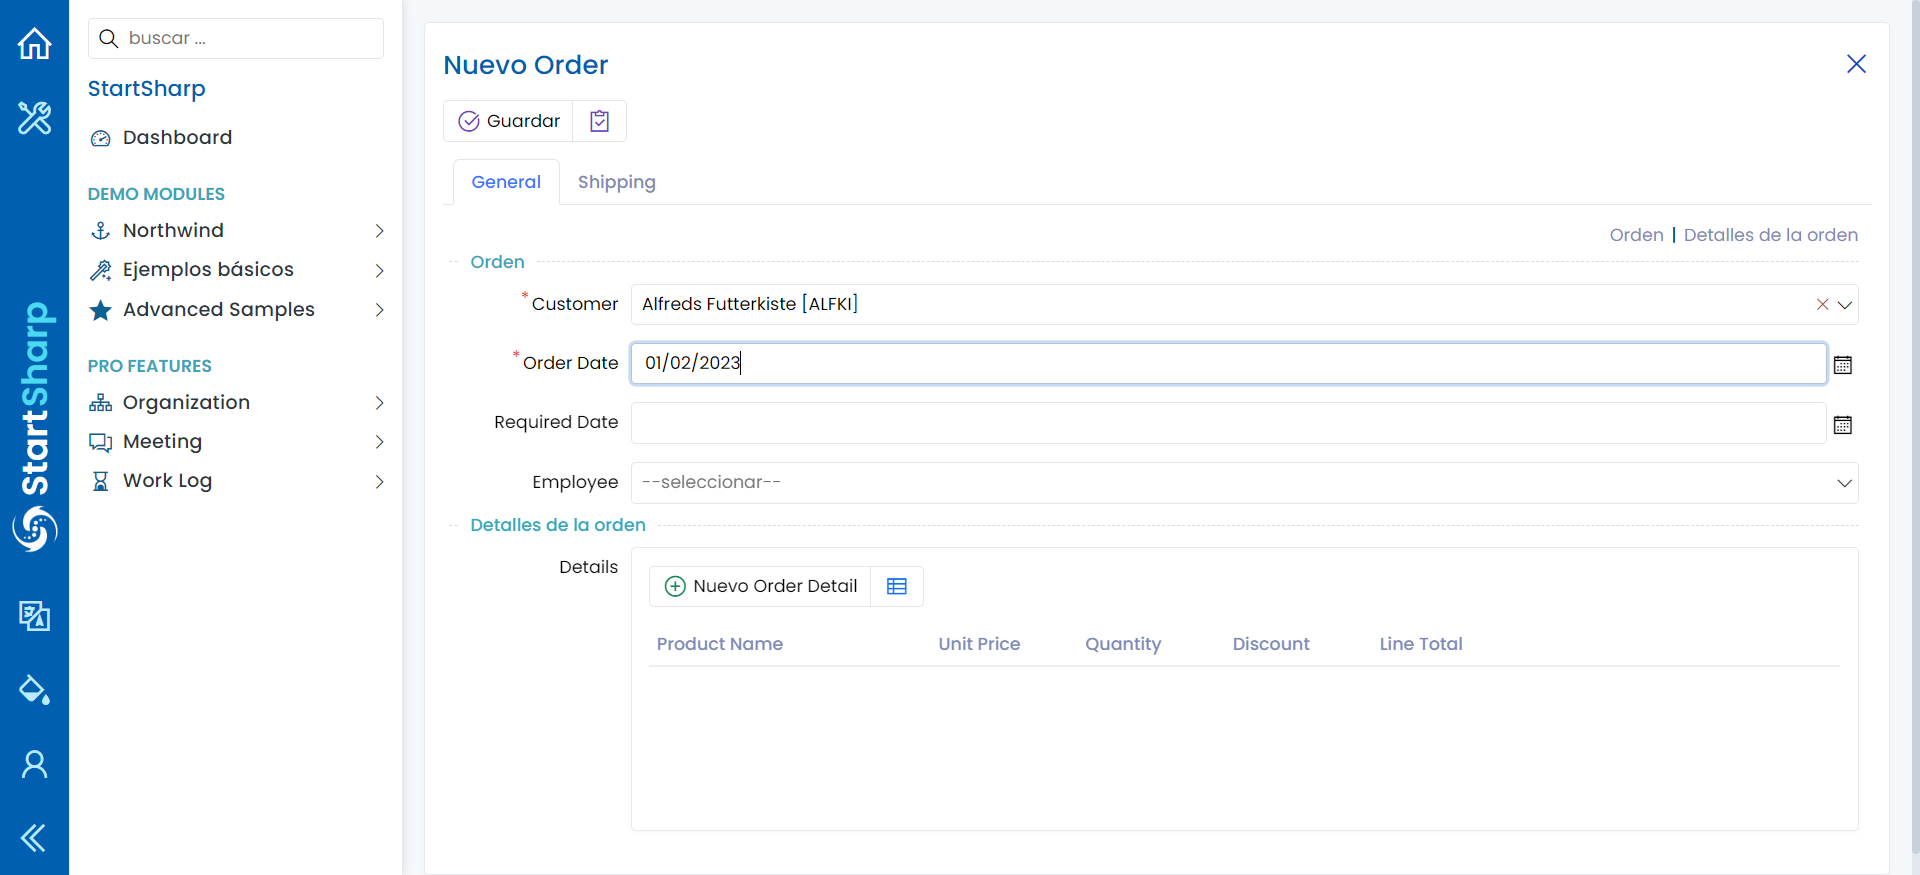 buscar ...
StartSharp
Dashboard
DEMO MODULES
Northwind
Ejemplos básicos
Advanced Samples
PRO FEATURES
Organization
Meeting
Work Log
StartSharp
Nuevo Order
Guardar
General
Shipping
Orden | Detalles de la orden
Orden
*Customer
Alfreds Futterkiste [ALFKI]
*Order Date
01/02/2023
Required Date
Employee
--seleccionar--
Detalles de la orden
Details
Nuevo Order Detail
Product Name
Unit Price
Quantity
Discount
Line Total